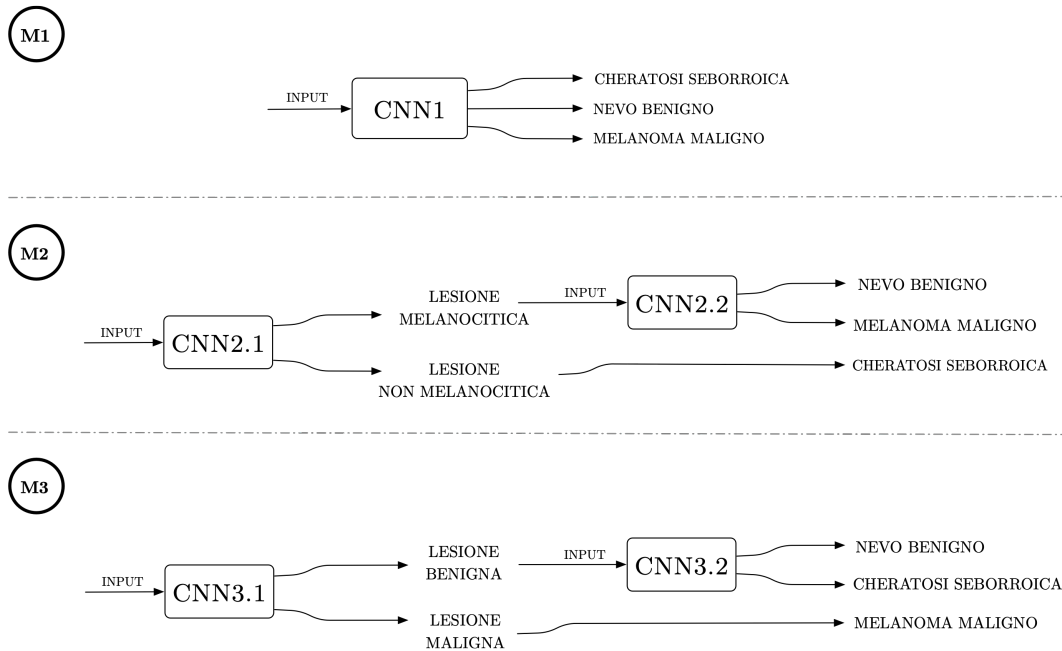 M1
INPUT
CNN1
CHERATOSI SEBORROICA
NEVO BENIGNO
MELANOMA MALIGNO
M2
INPUT
CNN2.1
LESIONE
MELANOCITICA
LESIONE
NON MELANOCITICA
INPUT
CNN2.2
NEVO BENIGNO
MELANOMA MALIGNO
CHERATOSI SEBORROICA
M3
INPUT
CNN3.1
LESIONE
BENIGNA
LESIONE
MALIGNA
INPUT
CNN3.2
NEVO BENIGNO
CHERATOSI SEBORROICA
MELANOMA MALIGNO